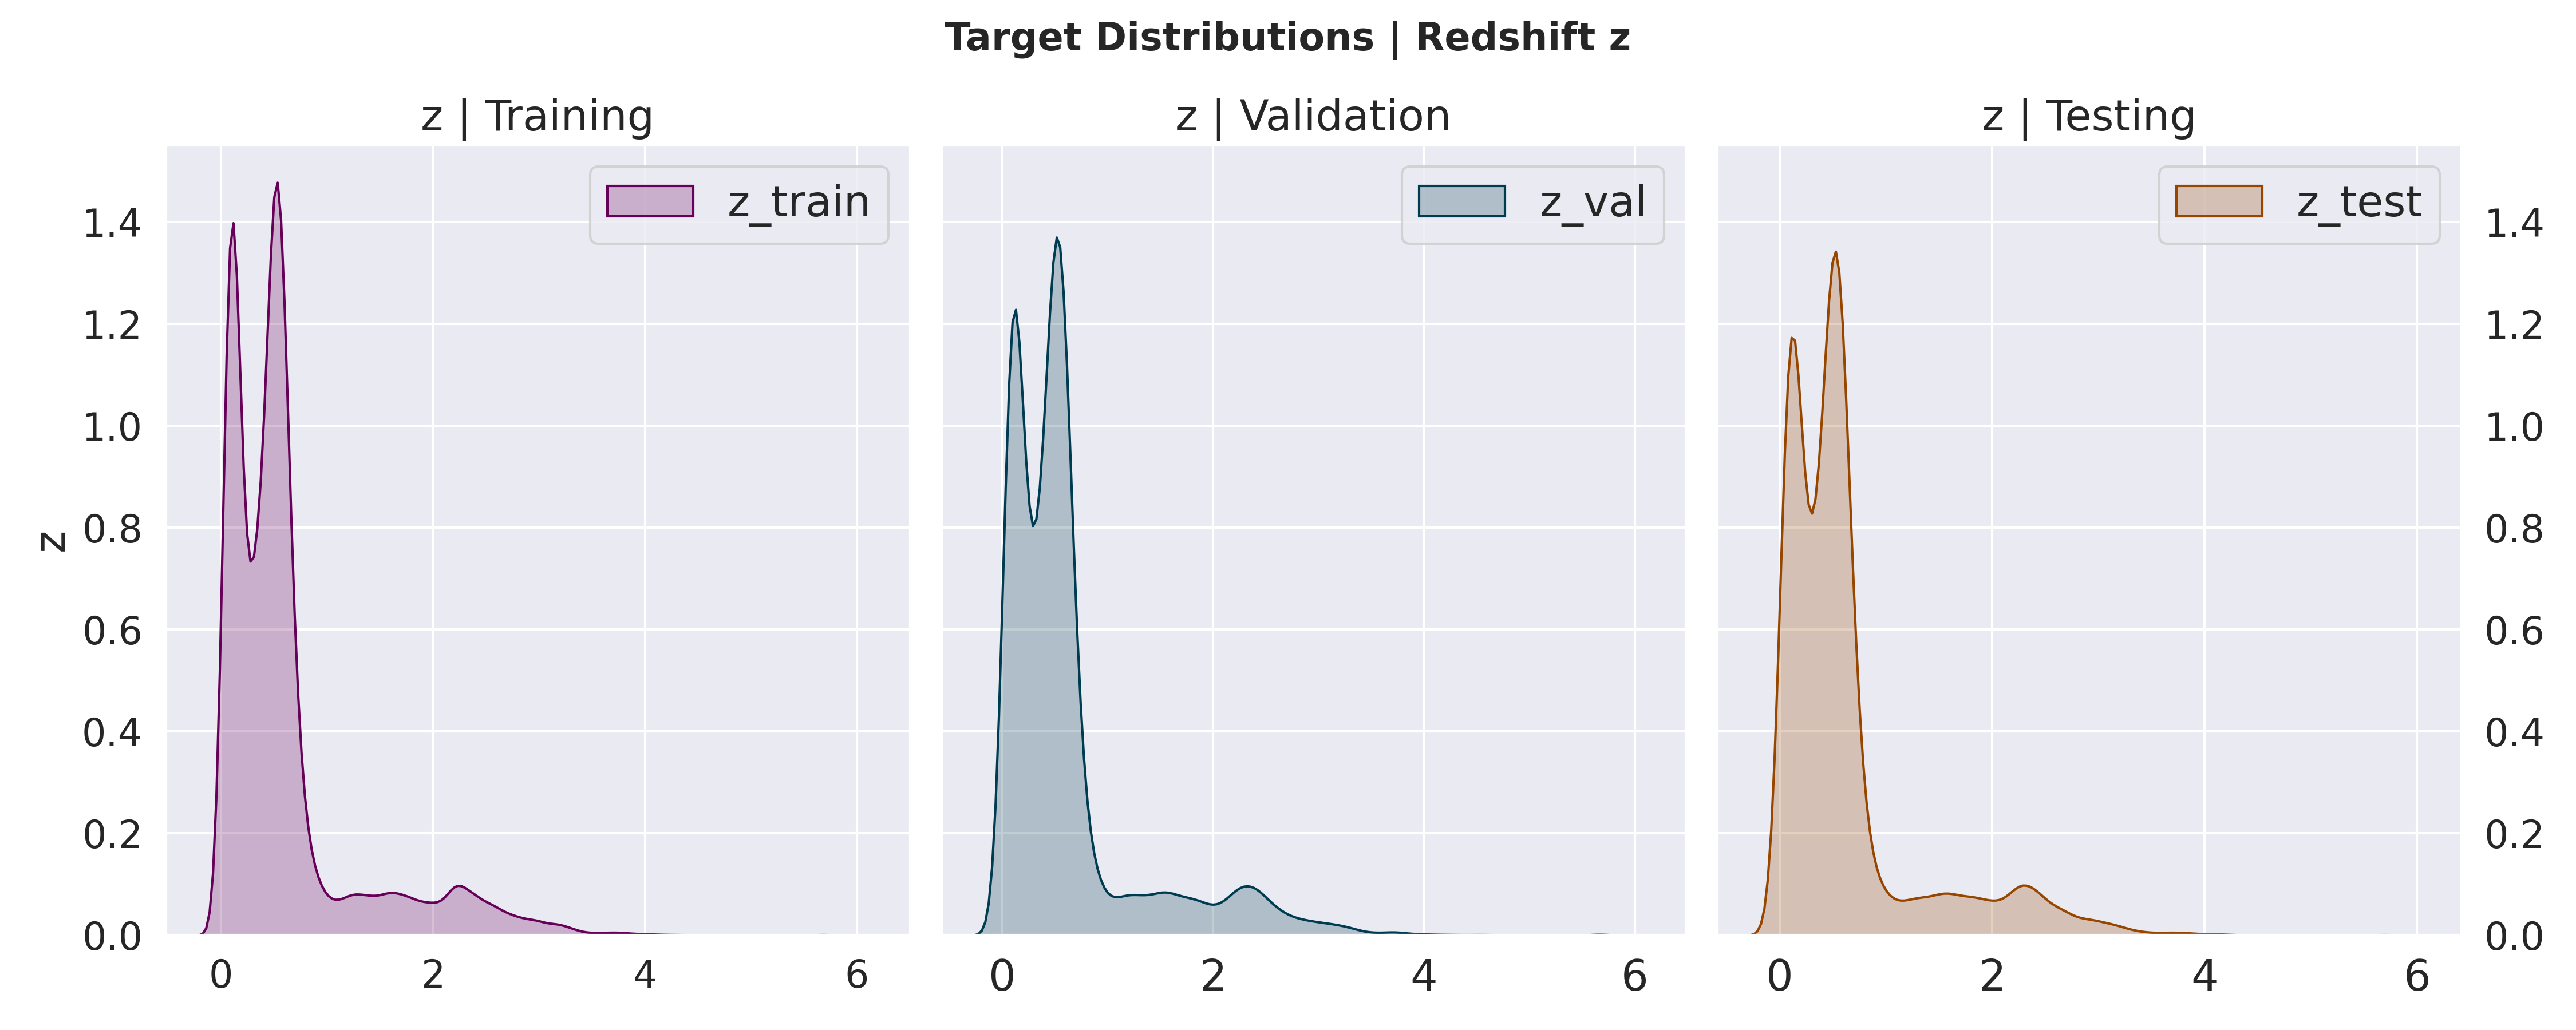 Target Distributions | Redshift z
z | Training
z | Validation
z | Testing
z_train
z_val
z_test
z
1.4
1.2
1.0
0.8
0.6
0.4
0.2
0.0
1.4
1.2
1.0
0.8
0.6
0.4
0.2
0.0
0 2 4 6
0 2 4 6
0 2 4 6